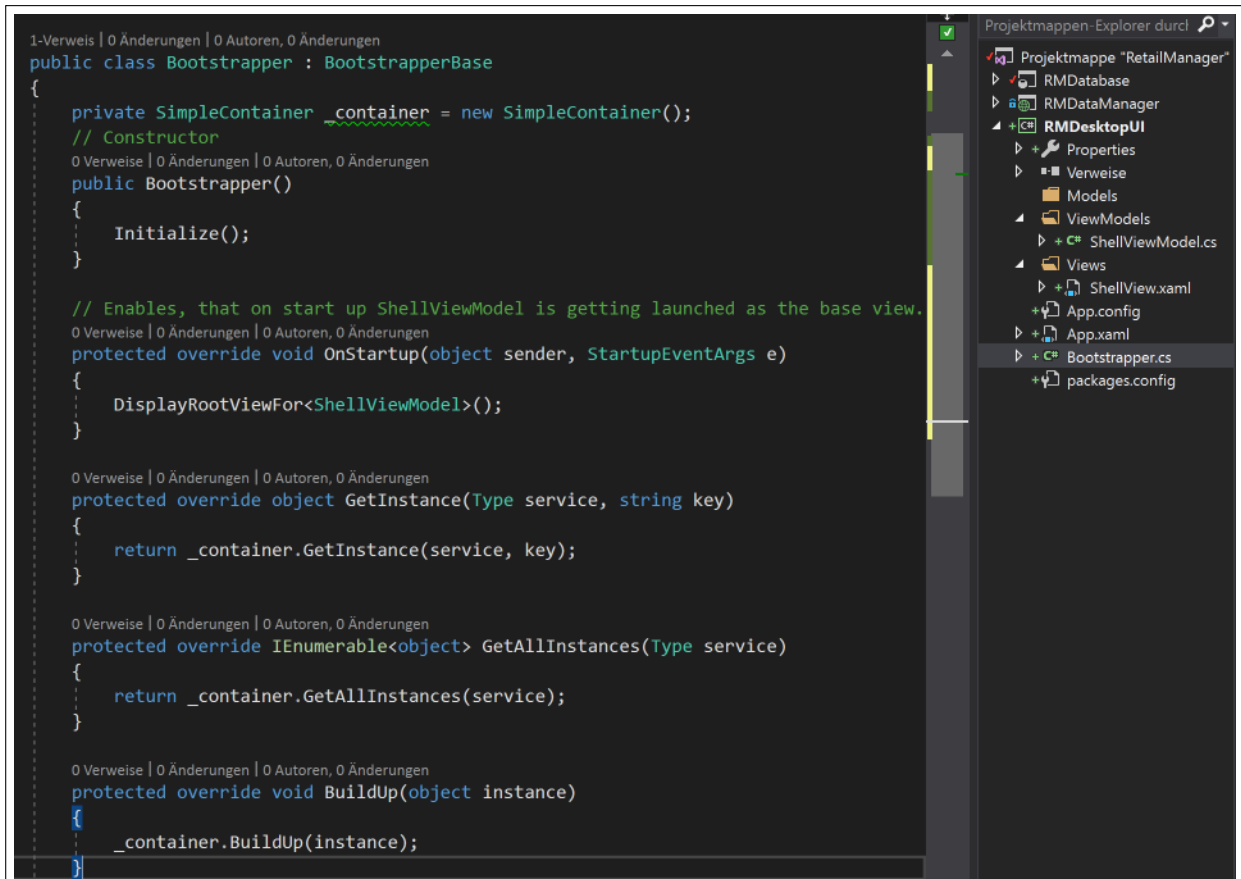 1-Verweis | 0 Änderungen | 0 Autoren, 0 Änderungen
public class Bootstrapper : BootstrapperBase
{
private SimpleContainer _container = new SimpleContainer();
// Constructor
0 Verweise | 0 Änderungen | 0 Autoren, 0 Änderungen
public Bootstrapper()
{
Initialize();
}
// Enables, that on start up ShellViewModel is getting launched as the base view.
0 Verweise | 0 Änderungen | 0 Autoren, 0 Änderungen
protected override void OnStartup(object sender, StartupEventArgs e)
{
DisplayRootViewFor<ShellViewModel>();
}
0 Verweise | 0 Änderungen | 0 Autoren, 0 Änderungen
protected override object GetInstance(Type service, string key)
{
return _container.GetInstance(service, key);
}
0 Verweise | 0 Änderungen | 0 Autoren, 0 Änderungen
protected override IEnumerable<object> GetAllInstances(Type service)
{
return _container.GetAllInstances(service);
}
0 Verweise | 0 Änderungen | 0 Autoren, 0 Änderungen
protected override void BuildUp(object instance)
{
_container.BuildUp(instance);
}
Projektmappen-Explorer durch
Projektmappe "RetailManager"
RMDatabase
RMDataManager
RMDesktopUI
Properties
Verweise
Models
ViewModels
C# ShellViewModel.cs
Views
ShellView.xaml
App.config
App.xaml
C# Bootstrapper.cs
packages.config